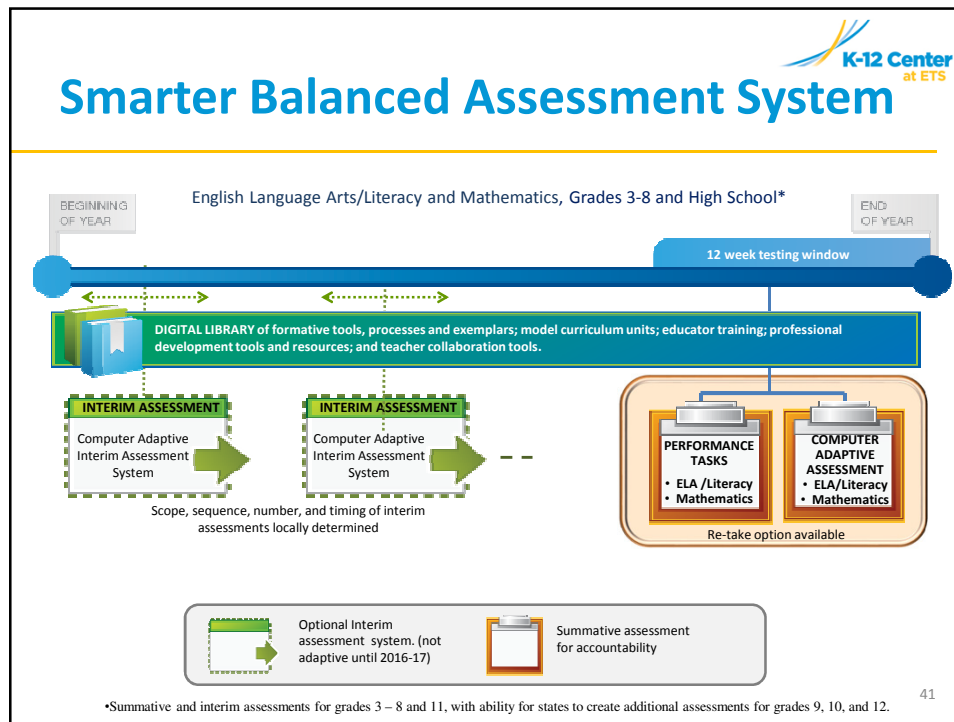 K-12 Center
at ETS
Smarter Balanced Assessment System
English Language Arts/Literacy and Mathematics, Grades 3-8 and High School*
BEGINNING
OF YEAR
END
OF YEAR
12 week testing window
DIGITAL LIBRARY of formative tools, processes and exemplars; model curriculum units; educator training; professional
development tools and resources; and teacher collaboration tools.
INTERIM ASSESSMENT
Computer Adaptive
Interim Assessment
System
INTERIM ASSESSMENT
Computer Adaptive
Interim Assessment
System
Scope, sequence, number, and timing of interim
assessments locally determined
PERFORMANCE
TASKS
• ELA /Literacy
• Mathematics
COMPUTER
ADAPTIVE
ASSESSMENT
• ELA/Literacy
• Mathematics
Re-take option available
Optional Interim
assessment system. (not
adaptive until 2016-17)
Summative assessment
for accountability
41
•Summative and interim assessments for grades 3 – 8 and 11, with ability for states to create additional assessments for grades 9, 10, and 12.